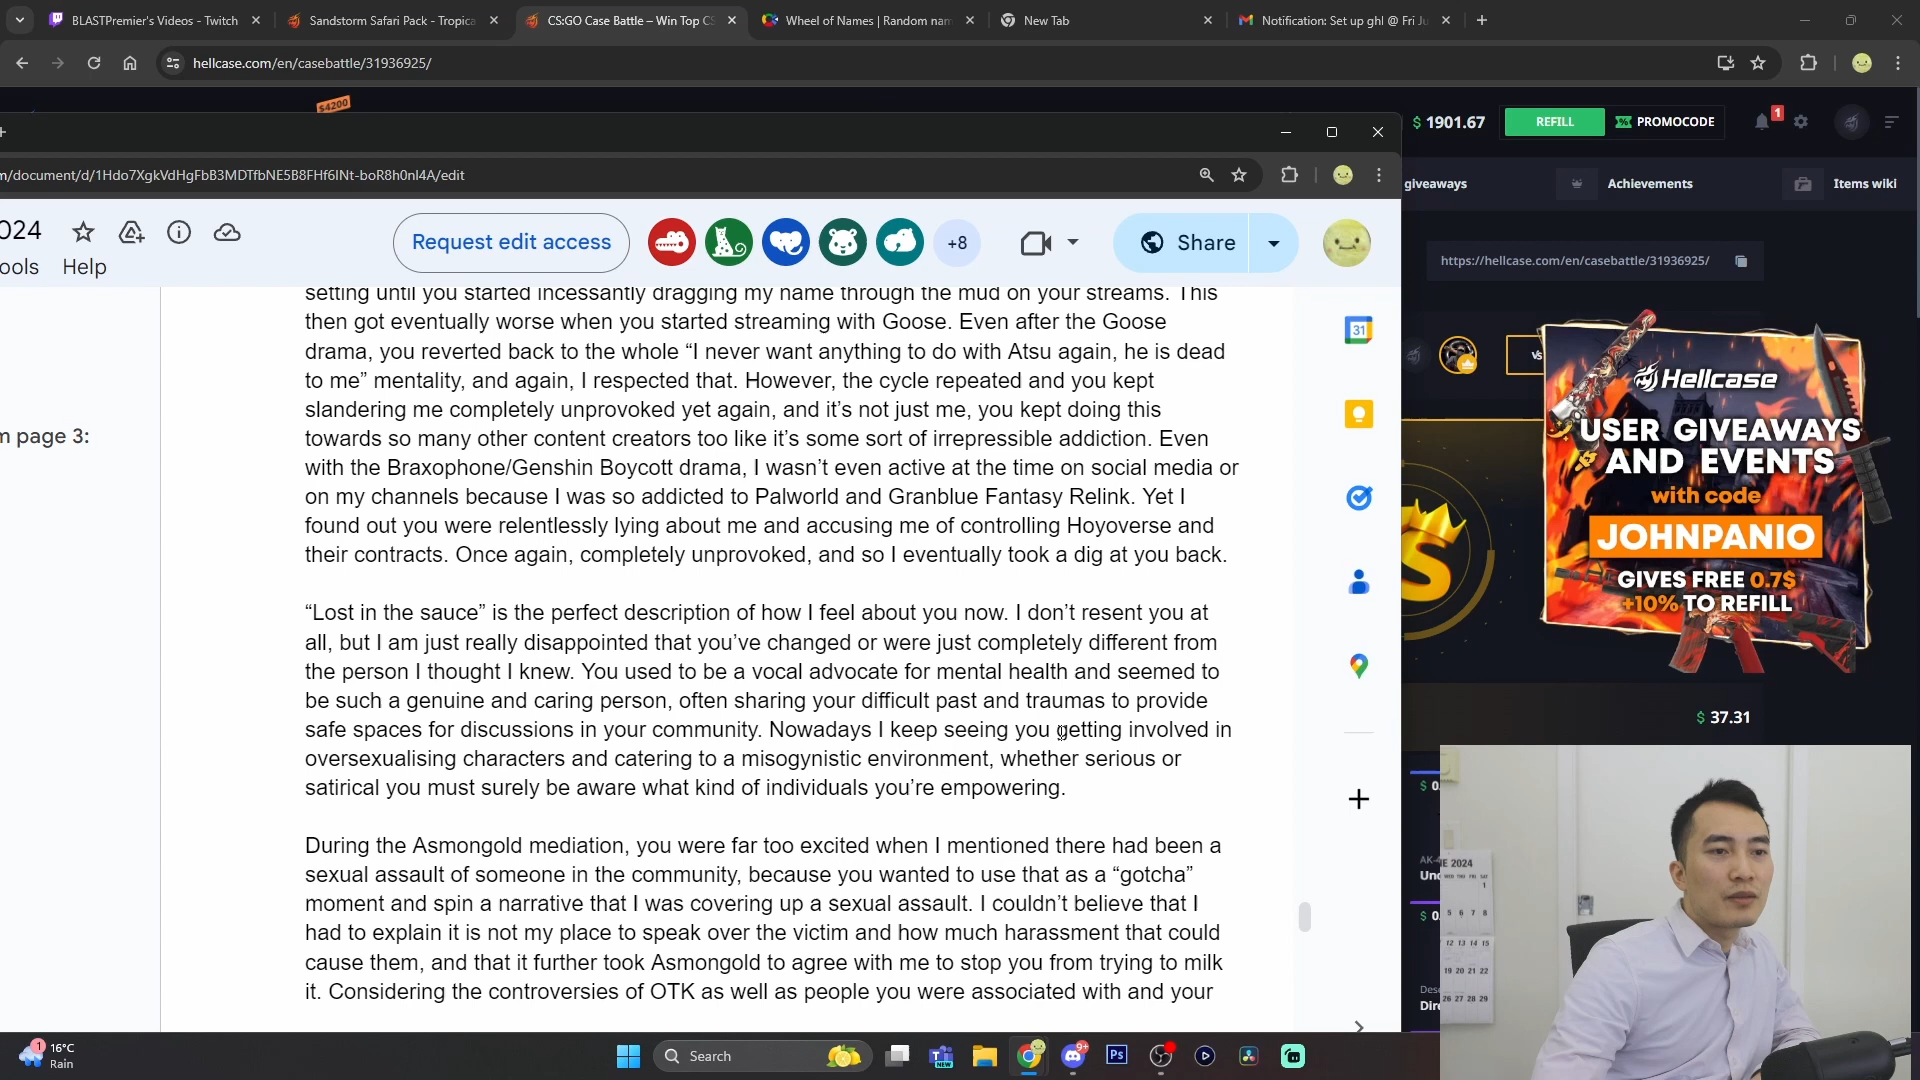 BLASTPremier's Videos - Twitch
Sandstorm Safari Pack - Tropica
CS:GO Case Battle – Win Top CS
Wheel of Names | Random nam
New Tab
Notification: Set up ghl @ Fri Ju
hellcase.com/en/casebattle/31936925/
$4200
$ 1901.67
REFILL
PROMOCODE
1
m/document/d/1Hdo7XgkVdHgFbB3MDTfbNE5B8FHf6INt-boR8h0nI4A/edit
giveaways
Achievements
Items wiki
024
Request edit access
+8
Share
ools
Help
https://hellcase.com/en/casebattle/31936925/
setting until you started incessantly dragging my name through the mud on your streams. This
then got eventually worse when you started streaming with Goose. Even after the Goose
drama, you reverted back to the whole “I never want anything to do with Atsu again, he is dead
to me” mentality, and again, I respected that. However, the cycle repeated and you kept
slandering me completely unprovoked yet again, and it’s not just me, you kept doing this
towards so many other content creators too like it’s some sort of irrepressible addiction. Even
with the Braxophone/Genshin Boycott drama, I wasn’t even active at the time on social media or
on my channels because I was so addicted to Palworld and Granblue Fantasy Relink. Yet I
found out you were relentlessly lying about me and accusing me of controlling Hoyoverse and
their contracts. Once again, completely unprovoked, and so I eventually took a dig at you back.
m page 3:
“Lost in the sauce” is the perfect description of how I feel about you now. I don’t resent you at
all, but I am just really disappointed that you’ve changed or were just completely different from
the person I thought I knew. You used to be a vocal advocate for mental health and seemed to
be such a genuine and caring person, often sharing your difficult past and traumas to provide
safe spaces for discussions in your community. Nowadays I keep seeing you getting involved in
oversexualising characters and catering to a misogynistic environment, whether serious or
satirical you must surely be aware what kind of individuals you’re empowering.
During the Asmongold mediation, you were far too excited when I mentioned there had been a
sexual assault of someone in the community, because you wanted to use that as a “gotcha”
moment and spin a narrative that I was covering up a sexual assault. I couldn’t believe that I
had to explain it is not my place to speak over the victim and how much harassment that could
cause them, and that it further took Asmongold to agree with me to stop you from trying to milk
it. Considering the controversies of OTK as well as people you were associated with and your
31
VS
Hellcase
USER GIVEAWAYS
AND EVENTS
with code
JOHNPANIO
GIVES FREE 0.7$
+10% TO REFILL
$ 37.31
$ 0.
AK-4
Und
$ 0
Des
Dire
E 2024
16°C
Rain
1
Search
NEW
9+
Ps